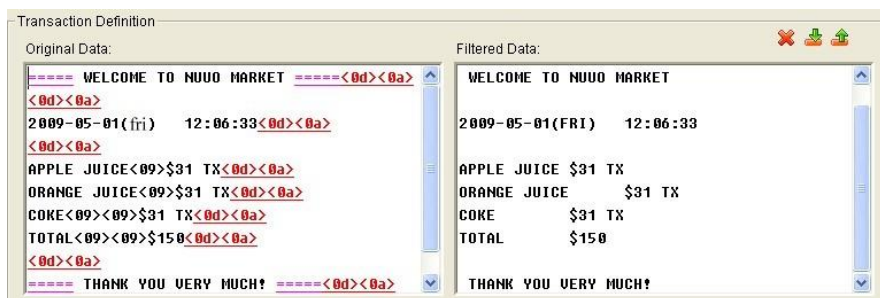 Transaction Definition
Original Data:
===== WELCOME TO NUUO MARKET =====<0d><0a>
<0d><0a>
2009-05-01(fri) 12:06:33<0d><0a>
<0d><0a>
APPLE JUICE<09>$31 TX<0d><0a>
ORANGE JUICE<09>$31 TX<0d><0a>
COKE<09><09>$31 TX<0d><0a>
TOTAL<09><09>$150<0d><0a>
<0d><0a>
===== THANK YOU VERY MUCH! =====<0d><0a>
Filtered Data:
WELCOME TO NUUO MARKET
2009-05-01(FRI) 12:06:33
APPLE JUICE $31 TX
ORANGE JUICE $31 TX
COKE $31 TX
TOTAL $150
THANK YOU VERY MUCH!